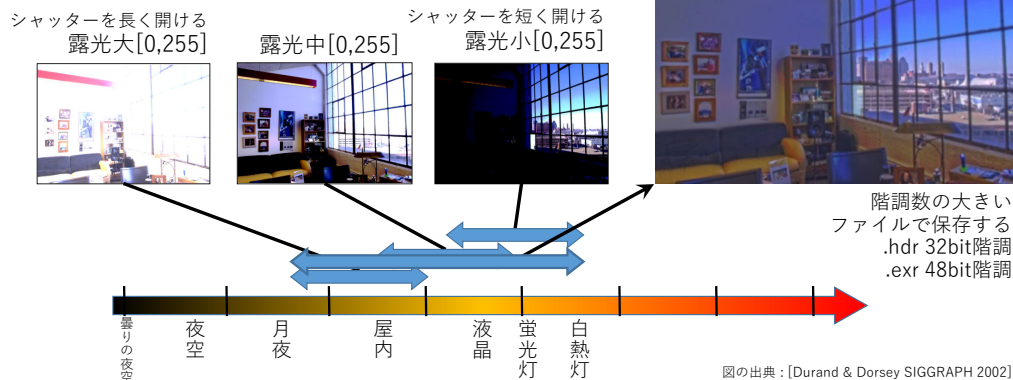 シャッターを長く開ける
露光大[0,255]
露光中[0,255]
シャッターを短く開ける
露光小[0,255]
階調数の大きい
ファイルで保存する
.hdr 32bit階調
.exr 48bit階調
曇りの夜空
夜空
月夜
屋内
液晶
蛍光灯
白熱灯
図の出典 : [Durand & Dorsey SIGGRAPH 2002]